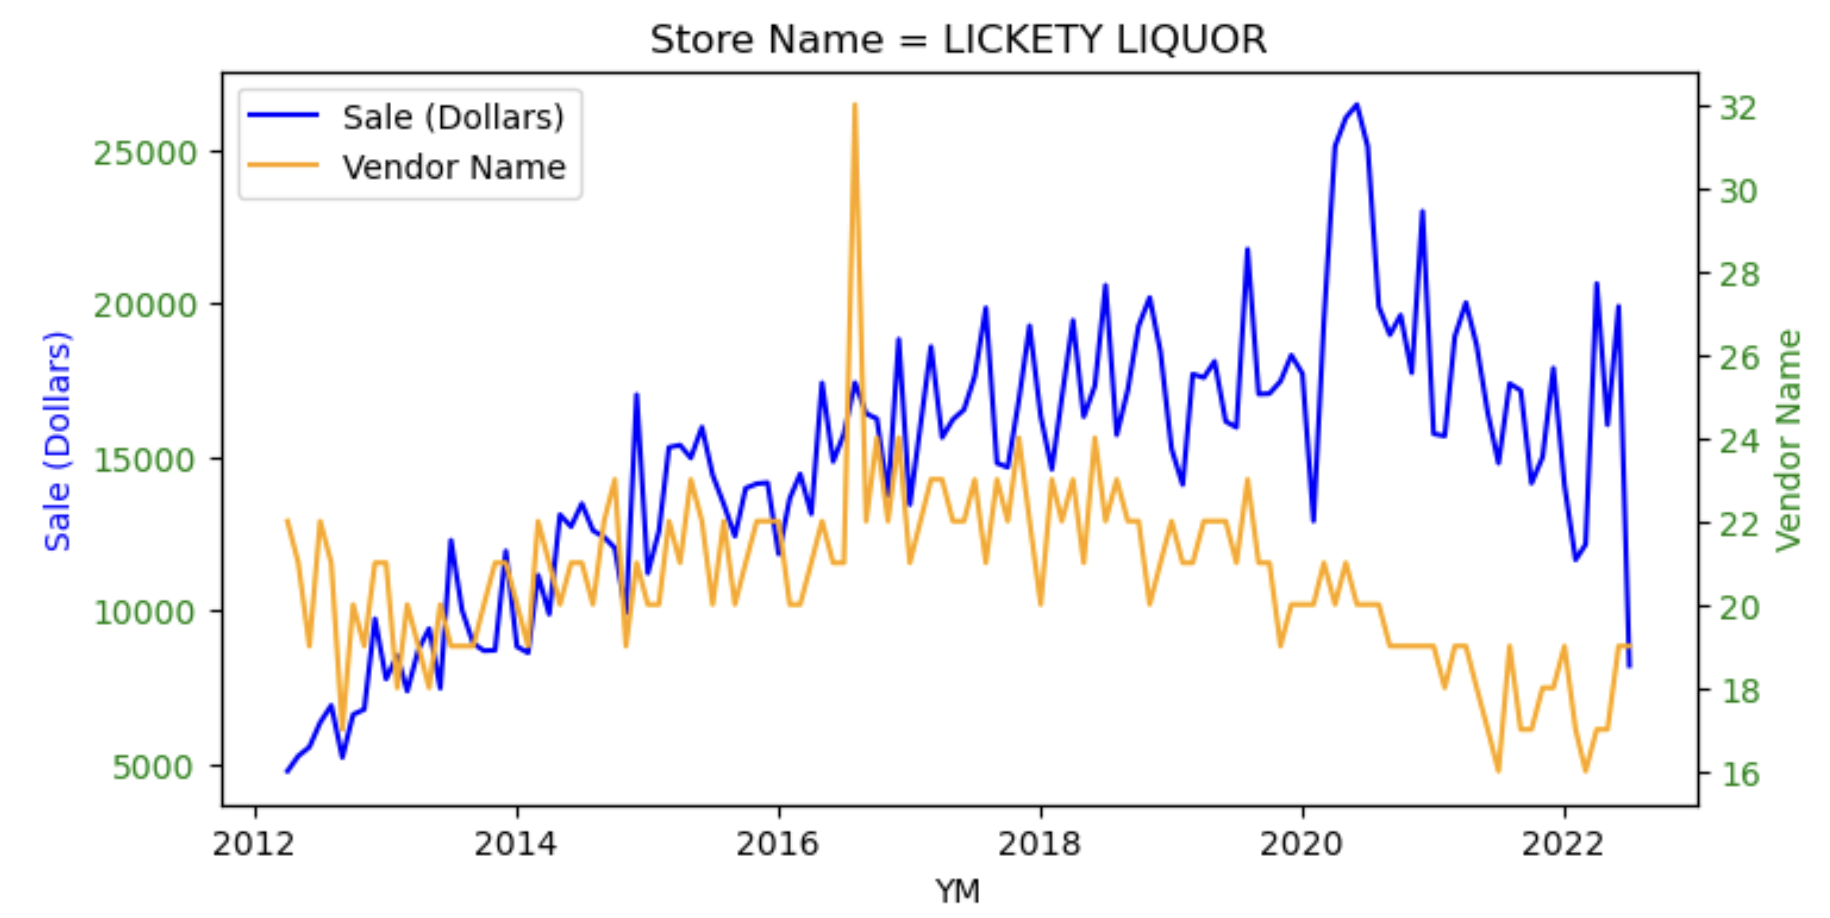 Store Name = LICKETY LIQUOR
Sale (Dollars)
Vendor Name
25000
20000
15000
10000
5000
Sale (Dollars)
32
30
28
26
24
22
20
18
16
Vendor Name
2012 2014 2016 2018 2020 2022
YM